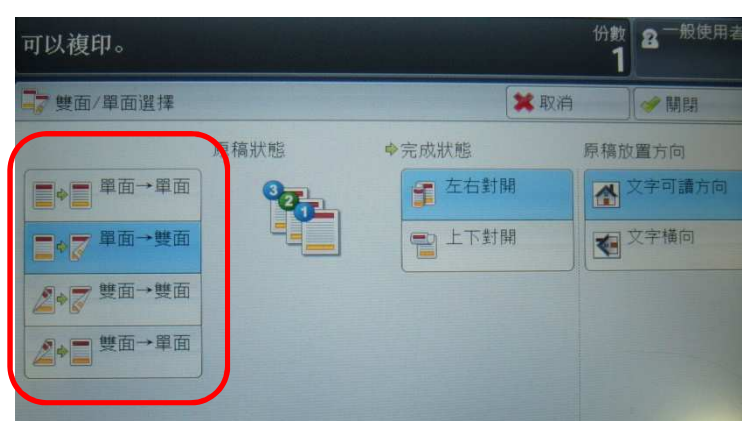 可以複印。
份數
1
一般使用者
雙面/單面選擇
取消
關閉
原稿狀態
完成狀態
原稿放置方向
單面→單面
單面→雙面
雙面→雙面
雙面→單面
3
2
1
左右對開
上下對開
文字可讀方向
文字橫向